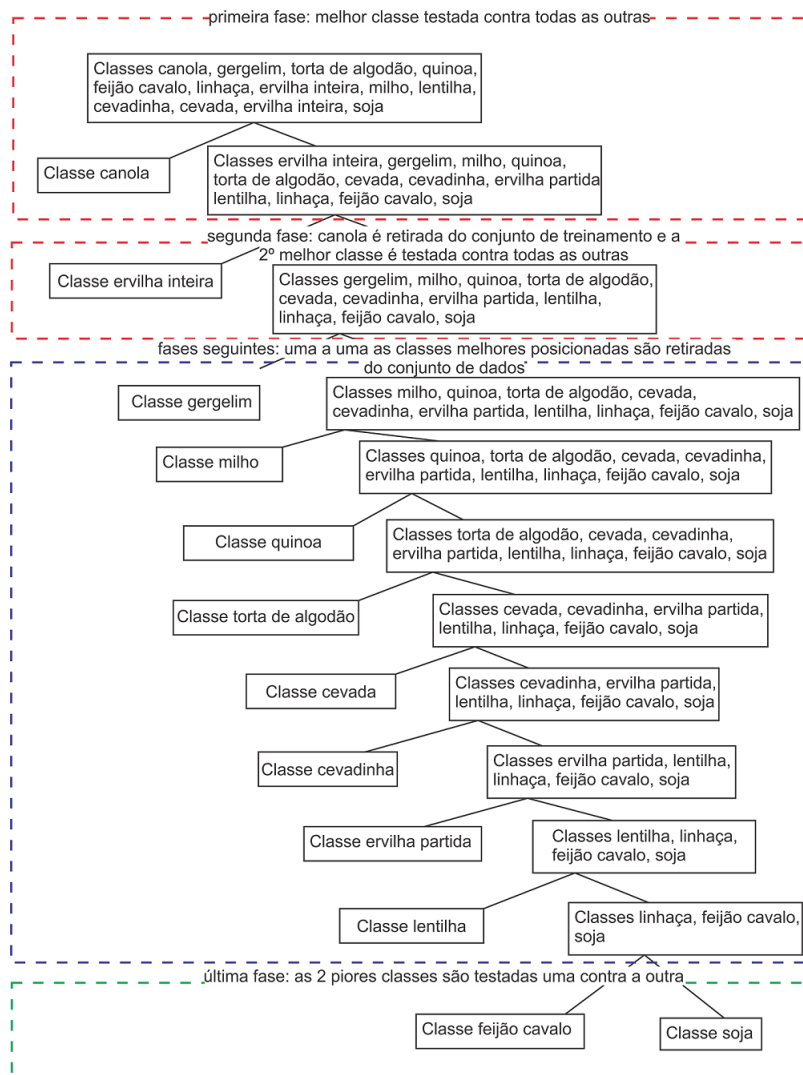 primeira fase: melhor classe testada contra todas as outras
Classes canola, gergelim, torta de algodão, quinoa,
feijão cavalo, linhaça, ervilha inteira, milho, lentilha,
cevadinha, cevada, ervilha inteira, soja
Classe canola
Classes ervilha inteira, gergelim, milho, quinoa,
torta de algodão, cevada, cevadinha, ervilha partida
lentilha, linhaça, feijão cavalo, soja
segunda fase: canola é retirada do conjunto de treinamento e a
2º melhor classe é testada contra todas as outras
Classe ervilha inteira
Classes gergelim, milho, quinoa, torta de algodão,
cevada, cevadinha, ervilha partida, lentilha,
linhaça, feijão cavalo, soja
fases seguintes: uma a uma as classes melhores posicionadas são retiradas
do conjunto de dados
Classe gergelim
Classes milho, quinoa, torta de algodão, cevada,
cevadinha, ervilha partida, lentilha, linhaça, feijão cavalo, soja
Classe milho
Classes quinoa, torta de algodão, cevada, cevadinha,
ervilha partida, lentilha, linhaça, feijão cavalo, soja
Classe quinoa
Classes torta de algodão, cevada, cevadinha,
ervilha partida, lentilha, linhaça, feijão cavalo, soja
Classe torta de algodão
Classes cevada, cevadinha, ervilha partida,
lentilha, linhaça, feijão cavalo, soja
Classe cevada
Classes cevadinha, ervilha partida,
lentilha, linhaça, feijão cavalo, soja
Classe cevadinha
Classes ervilha partida, lentilha,
linhaça, feijão cavalo, soja
Classe ervilha partida
Classes lentilha, linhaça,
feijão cavalo, soja
Classe lentilha
Classes linhaça, feijão cavalo,
soja
última fase: as 2 piores classes são testadas uma contra a outra
Classe feijão cavalo
Classe soja